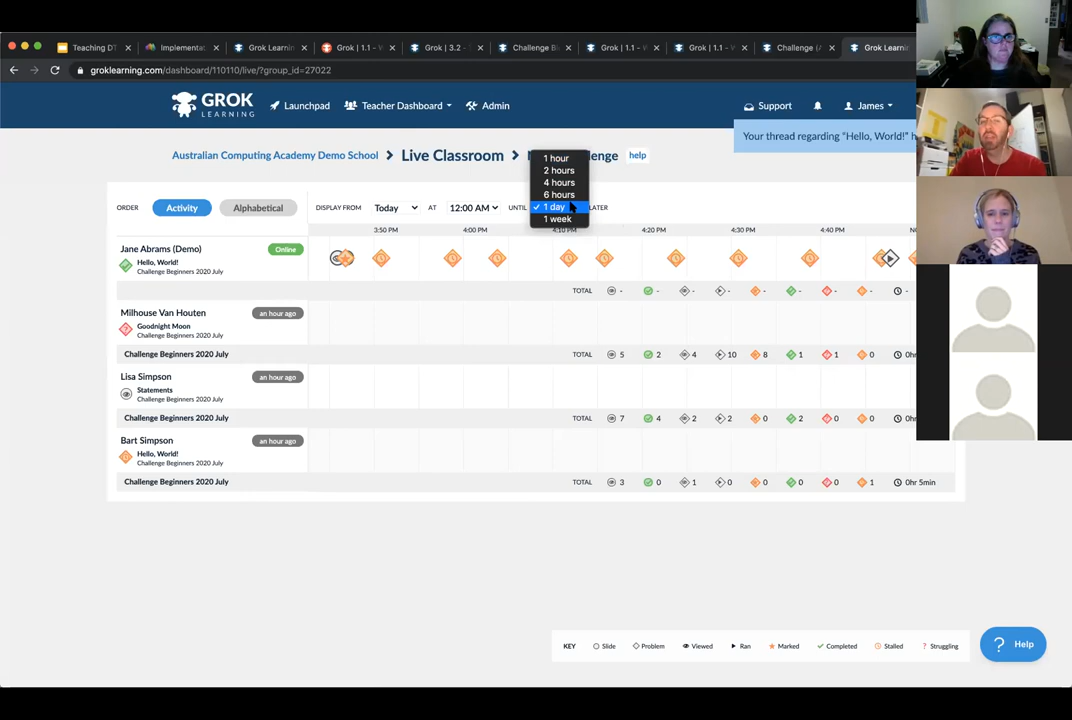 Teaching DT
Implementat
Grok Learnin
Grok | 1.1 - W
Grok | 3.2 -
Challenge B
Grok | 1.1 - W
Grok | 1.1 - W
Challenge (A
Grok Learnin
groklearning.com/dashboard/110110/live/?group_id=27022
GROK
LEARNING
Launchpad
Teacher Dashboard
Admin
Support
James
Your thread regarding "Hello, World!" h
Australian Computing Academy Demo School
Live Classroom
enge
help
1 hour
2 hours
4 hours
6 hours
1 day
1 week
ORDER
Activity
Alphabetical
DISPLAY FROM
Today
AT
12:00 AM
UNTIL
LATER
3:50 PM
4:00 PM
4:10 PM
4:20 PM
4:30 PM
4:40 PM
Jane Abrams (Demo)
Online
Hello, World!
Challenge Beginners 2020 July
TOTAL - - - - - - - - -
Milhouse Van Houten
an hour ago
Goodnight Moon
Challenge Beginners 2020 July
Challenge Beginners 2020 July
TOTAL 5 2 4 10 8 1 1 0 0hr
Lisa Simpson
an hour ago
Statements
Challenge Beginners 2020 July
Challenge Beginners 2020 July
TOTAL 7 4 2 2 0 2 0 0 0hr
Bart Simpson
an hour ago
Hello, World!
Challenge Beginners 2020 July
Challenge Beginners 2020 July
TOTAL 3 0 1 0 0 0 0 1 0hr 5min
KEY
Slide
Problem
Viewed
Ran
Marked
Completed
Stalled
? Struggling
? Help